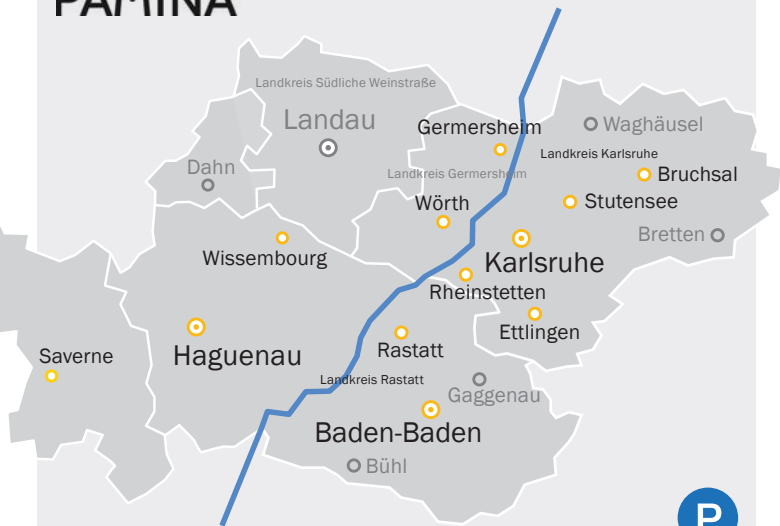 PAMINA
Landkreis Südliche Weinstraße
Landau
Germersheim
Waghäusel
Landkreis Karlsruhe
Dahn
Landkreis Germersheim
Bruchsal
Wörth
Stutensee
Bretten
Wissembourg
Karlsruhe
Rheinstetten
Ettlingen
Haguenau
Rastatt
Saverne
Landkreis Rastatt
Gaggenau
Baden-Baden
Bühl
P